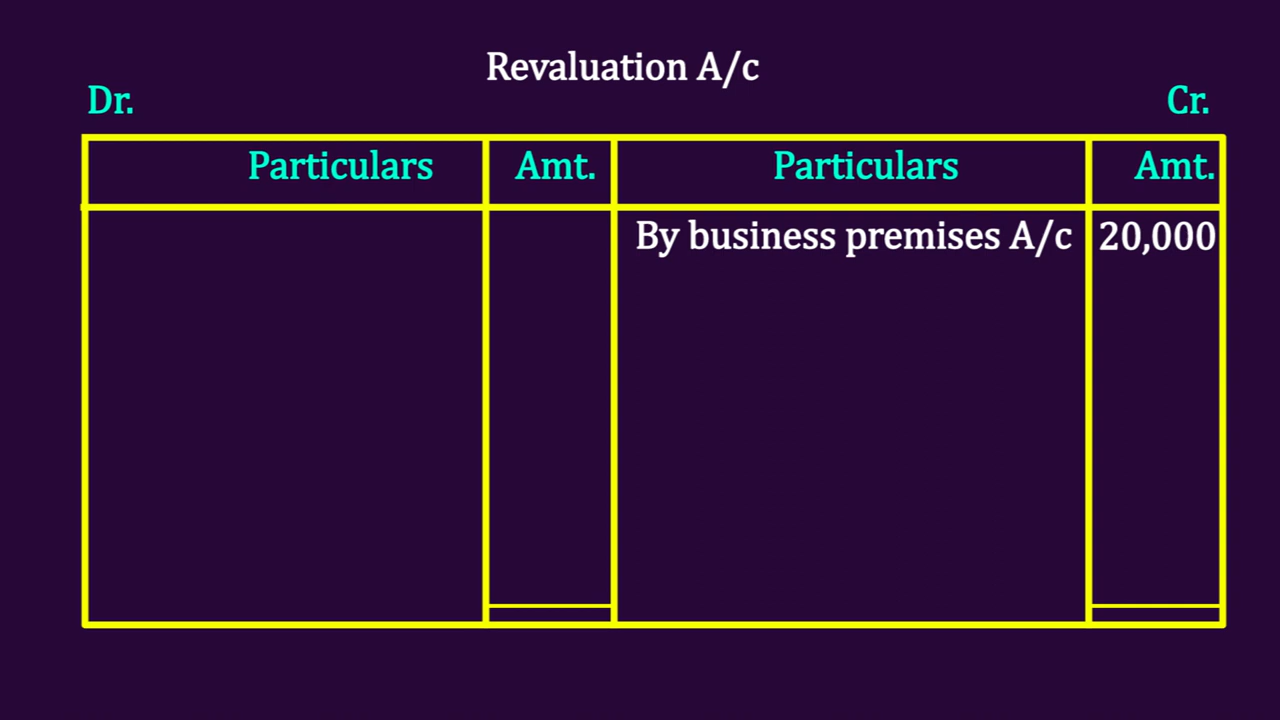 Revaluation A/c
Dr. Cr.
Particulars Amt. Particulars Amt.
By business premises A/c 20,000